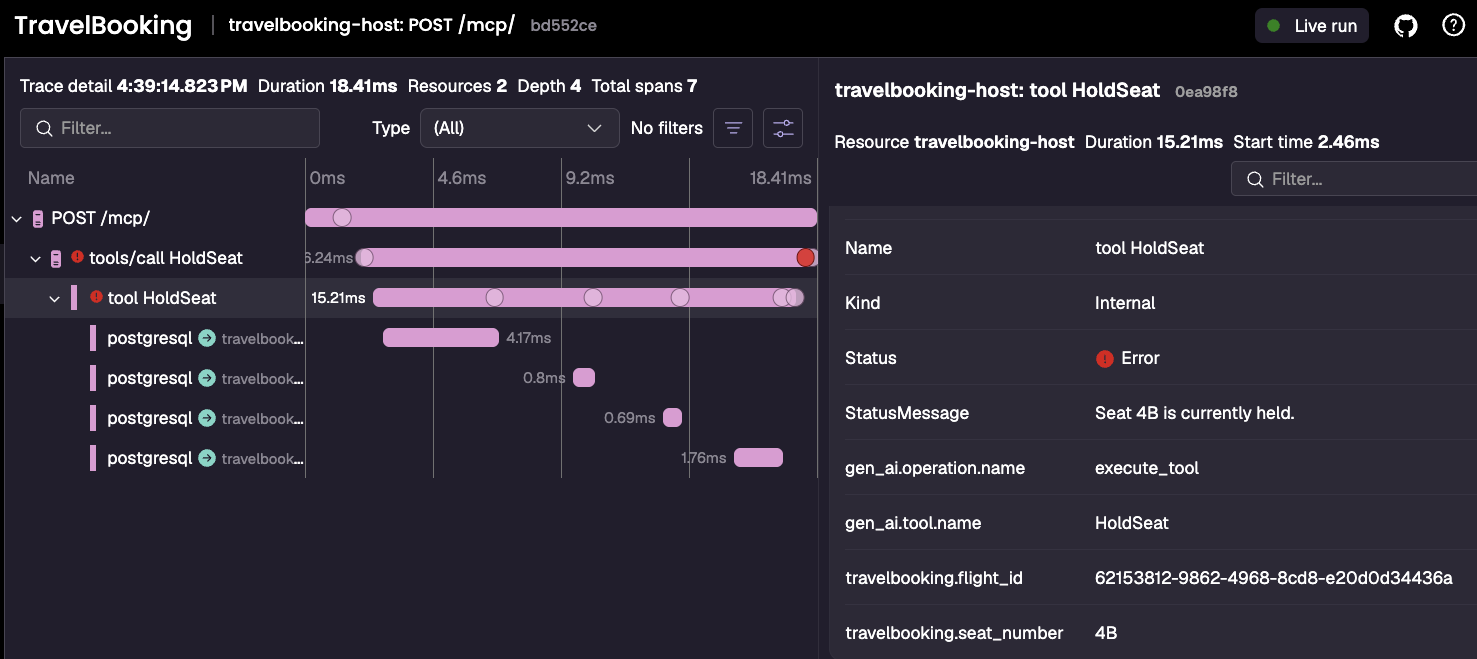 TravelBooking | travelbooking-host: POST /mcp/ bd552ce
Live run
Trace detail 4:39:14.823 PM Duration 18.41ms Resources 2 Depth 4 Total spans 7
Filter... Type (All) No filters
Name 0ms 4.6ms 9.2ms 18.41ms
POST /mcp/
tools/call HoldSeat 6.24ms
tool HoldSeat 15.21ms
postgresql travelbook... 4.17ms
postgresql travelbook... 0.8ms
postgresql travelbook... 0.69ms
postgresql travelbook... 1.76ms
travelbooking-host: tool HoldSeat 0ea98f8
Resource travelbooking-host Duration 15.21ms Start time 2.46ms
Filter...
Name tool HoldSeat
Kind Internal
Status Error
StatusMessage Seat 4B is currently held.
gen_ai.operation.name execute_tool
gen_ai.tool.name HoldSeat
travelbooking.flight_id 62153812-9862-4968-8cd8-e20d0d34436a
travelbooking.seat_number 4B